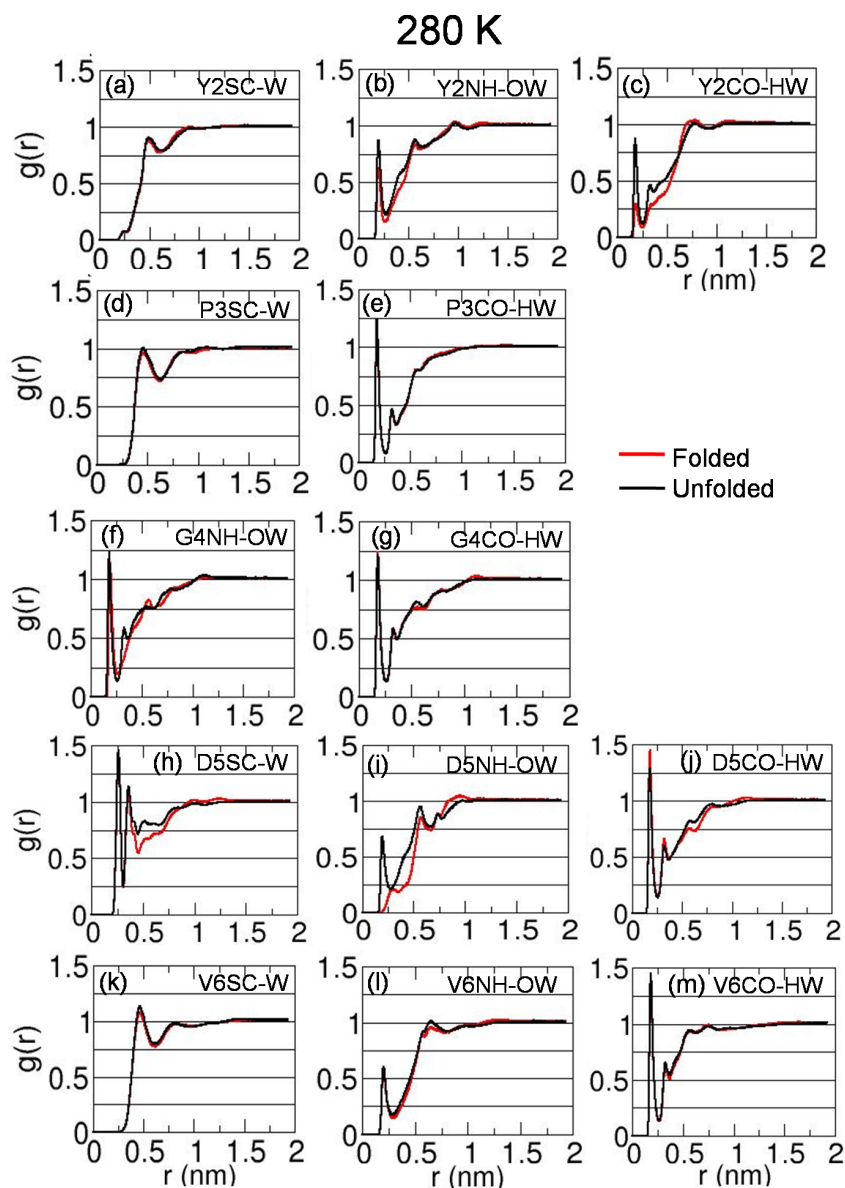 280 K
(a) Y2SC-W
1.5
1
0.5
0
g(r)
0 0.5 1 1.5 2
(b) Y2NH-OW
1.5
1
0.5
0
0 0.5 1 1.5 2
(c) Y2CO-HW
1.5
1
0.5
0
0 0.5 1 1.5 2
r (nm)
(d) P3SC-W
1.5
1
0.5
0
g(r)
0 0.5 1 1.5 2
(e) P3CO-HW
1.5
1
0.5
0
0 0.5 1 1.5 2
Folded
Unfolded
(f) G4NH-OW
1.5
1
0.5
0
g(r)
0 0.5 1 1.5 2
(g) G4CO-HW
1.5
1
0.5
0
0 0.5 1 1.5 2
(h) D5SC-W
1.5
1
0.5
0
g(r)
0 0.5 1 1.5 2
(i) D5NH-OW
1.5
1
0.5
0
0 0.5 1 1.5 2
(j) D5CO-HW
1.5
1
0.5
0
0 0.5 1 1.5 2
(k) V6SC-W
1.5
1
0.5
0
g(r)
0 0.5 1 1.5 2
r (nm)
(l) V6NH-OW
1.5
1
0.5
0
0 0.5 1 1.5 2
r (nm)
(m) V6CO-HW
1.5
1
0.5
0
0 0.5 1 1.5 2
r (nm)